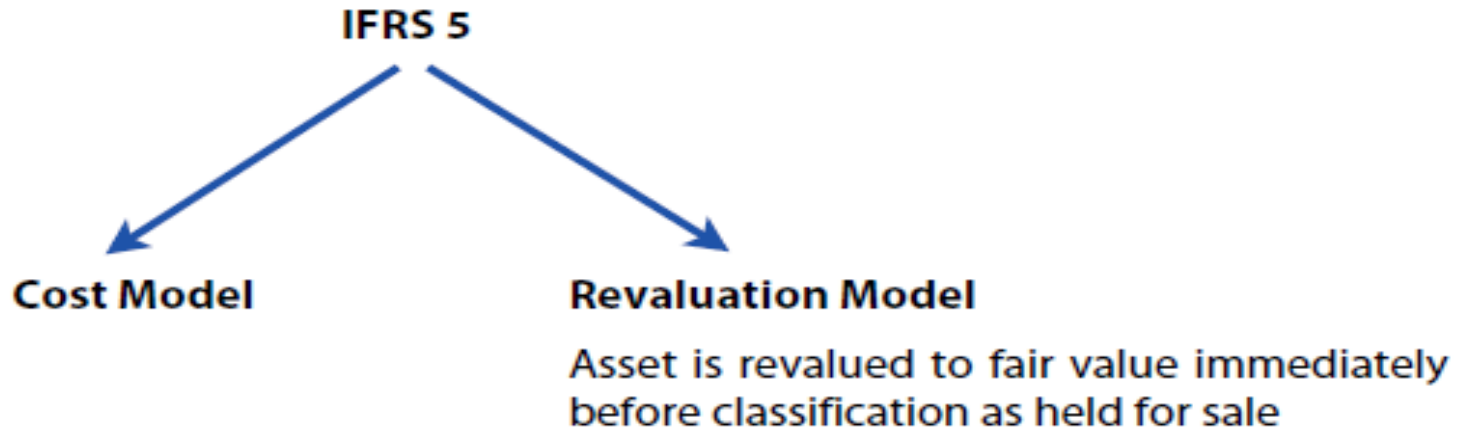 IFRS 5
Cost Model
Revaluation Model
Asset is revalued to fair value immediately
before classification as held for sale